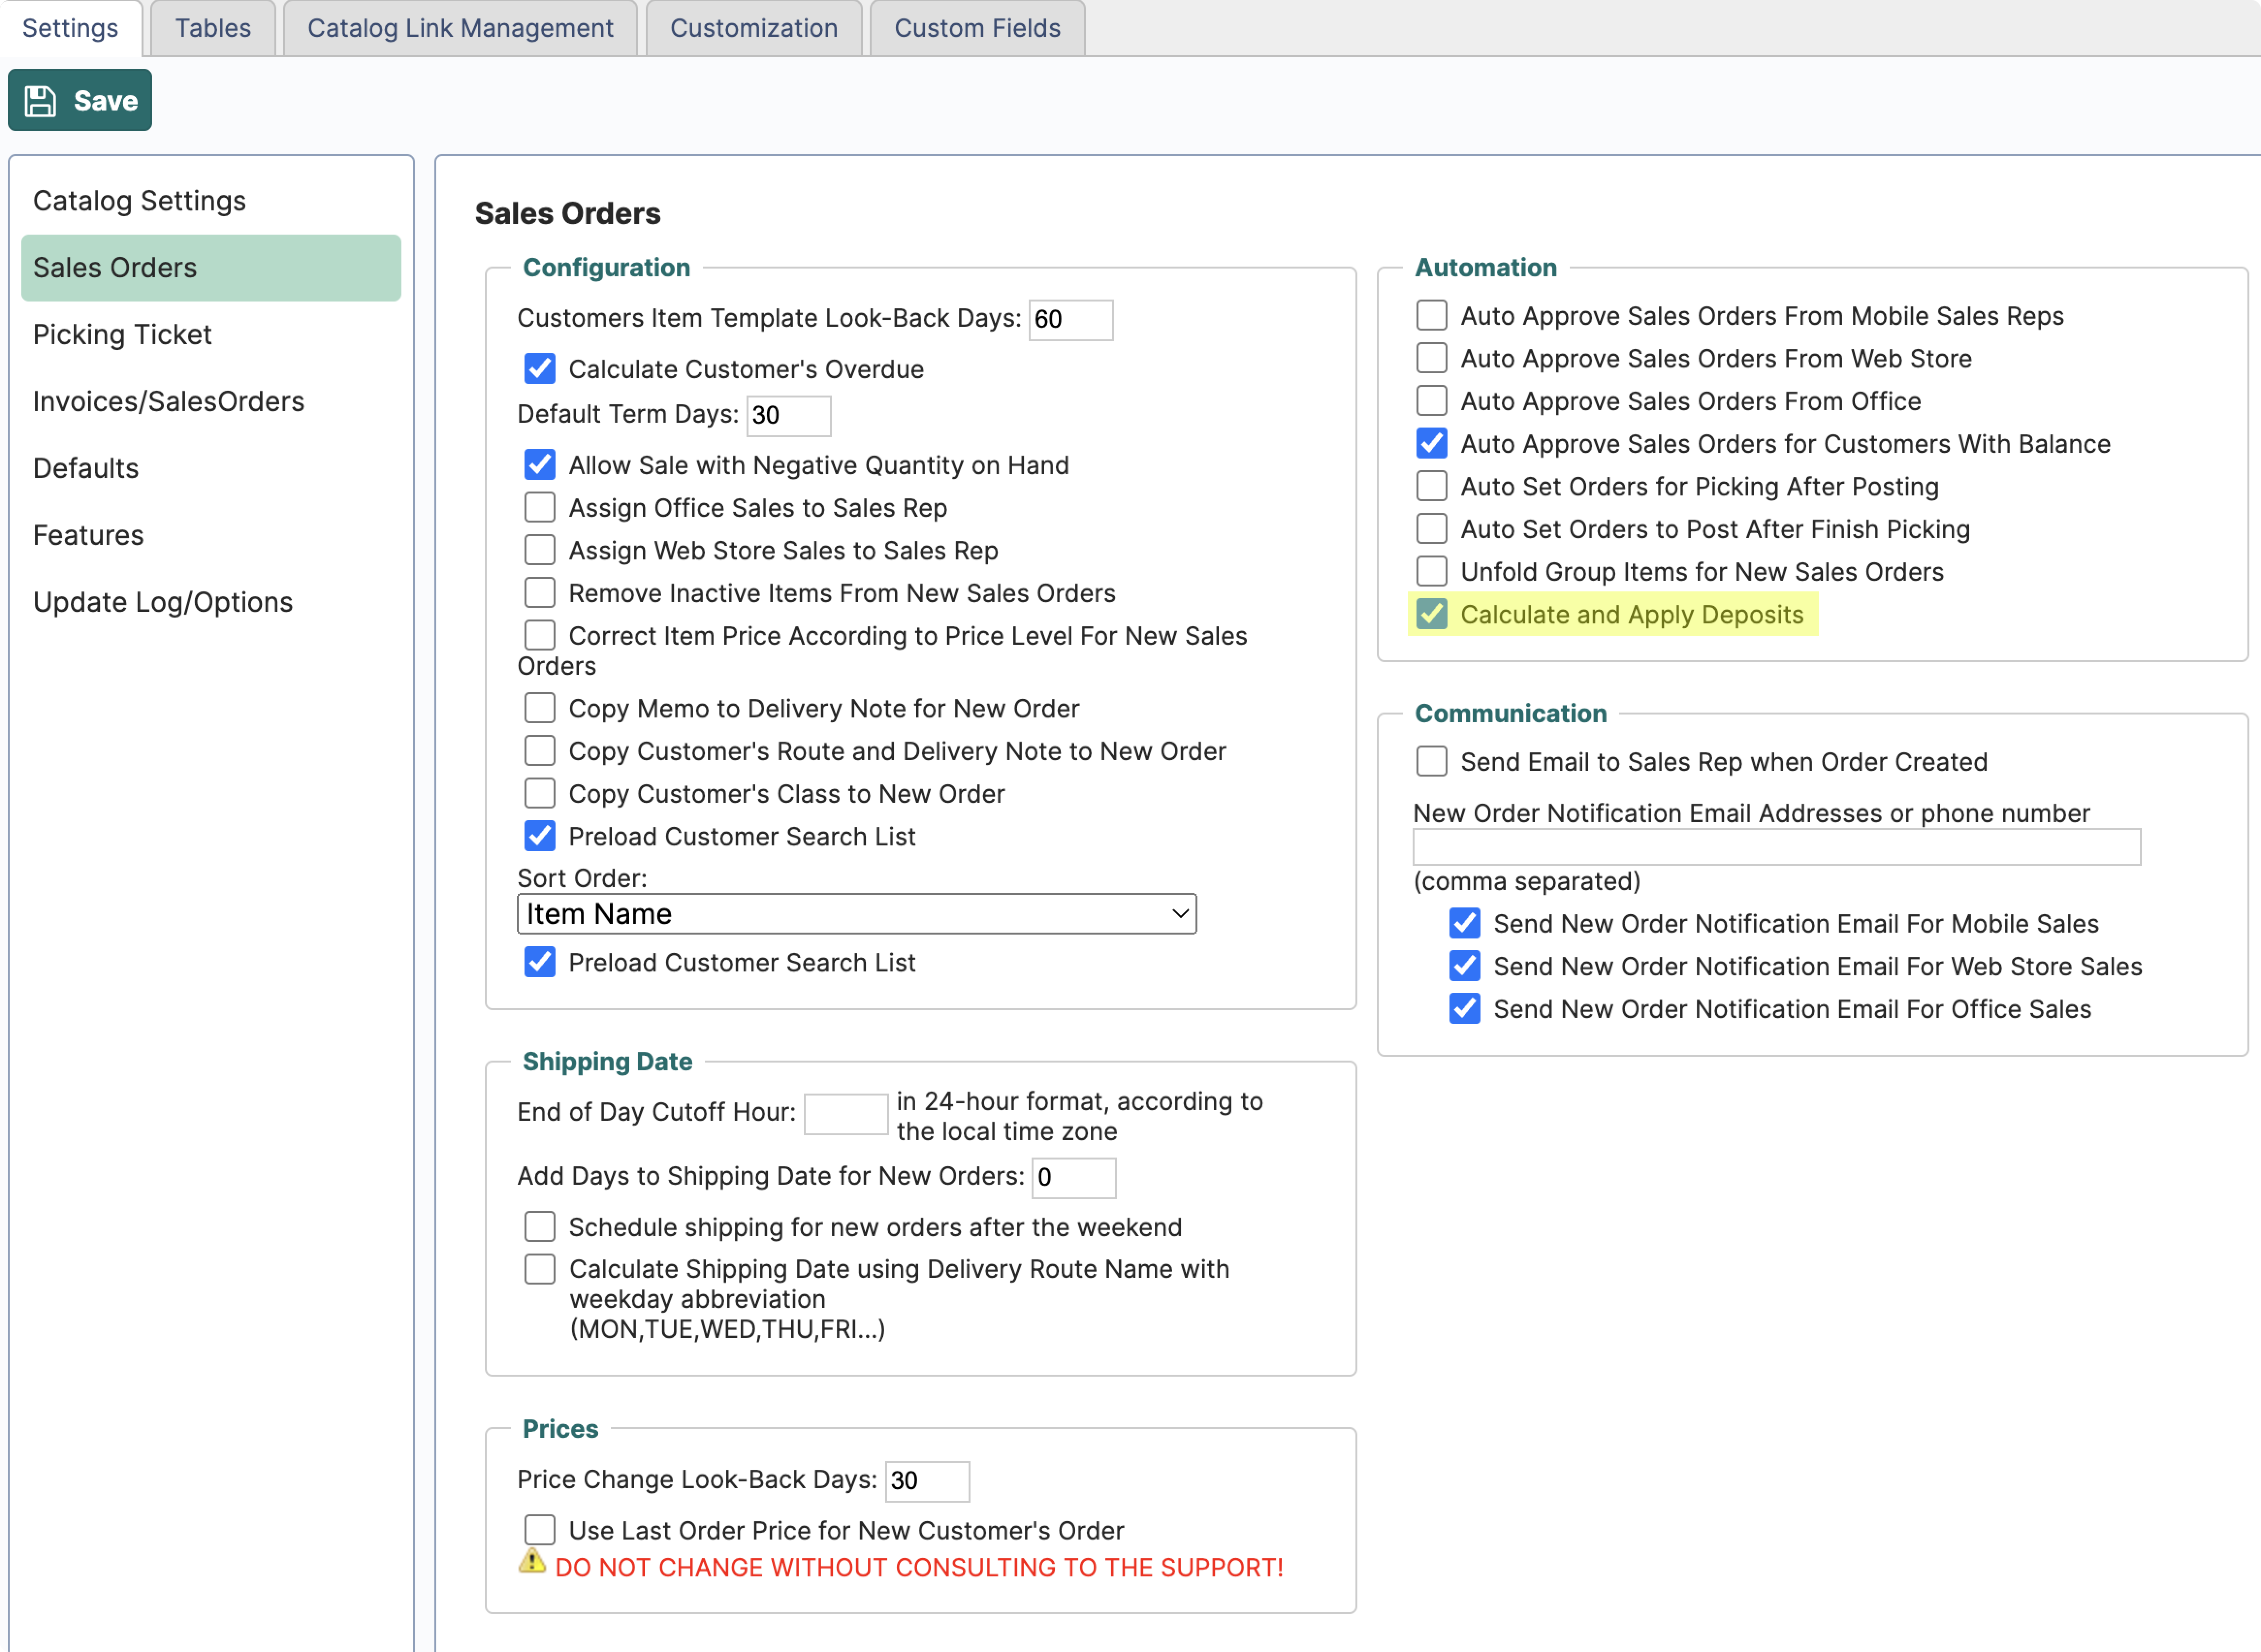 Settings
Tables
Catalog Link Management
Customization
Custom Fields
Save
Catalog Settings
Sales Orders
Picking Ticket
Invoices/SalesOrders
Defaults
Features
Update Log/Options
Sales Orders
Configuration
Customers Item Template Look-Back Days: 60
Calculate Customer's Overdue
Default Term Days: 30
Allow Sale with Negative Quantity on Hand
Assign Office Sales to Sales Rep
Assign Web Store Sales to Sales Rep
Remove Inactive Items From New Sales Orders
Correct Item Price According to Price Level For New Sales
Orders
Copy Memo to Delivery Note for New Order
Copy Customer's Route and Delivery Note to New Order
Copy Customer's Class to New Order
Preload Customer Search List
Sort Order:
Item Name
Preload Customer Search List
Shipping Date
End of Day Cutoff Hour: in 24-hour format, according to
the local time zone
Add Days to Shipping Date for New Orders: 0
Schedule shipping for new orders after the weekend
Calculate Shipping Date using Delivery Route Name with
weekday abbreviation
(MON,TUE,WED,THU,FRI...)
Prices
Price Change Look-Back Days: 30
Use Last Order Price for New Customer's Order
DO NOT CHANGE WITHOUT CONSULTING TO THE SUPPORT!
Automation
Auto Approve Sales Orders From Mobile Sales Reps
Auto Approve Sales Orders From Web Store
Auto Approve Sales Orders From Office
Auto Approve Sales Orders for Customers With Balance
Auto Set Orders for Picking After Posting
Auto Set Orders to Post After Finish Picking
Unfold Group Items for New Sales Orders
Calculate and Apply Deposits
Communication
Send Email to Sales Rep when Order Created
New Order Notification Email Addresses or phone number
(comma separated)
Send New Order Notification Email For Mobile Sales
Send New Order Notification Email For Web Store Sales
Send New Order Notification Email For Office Sales